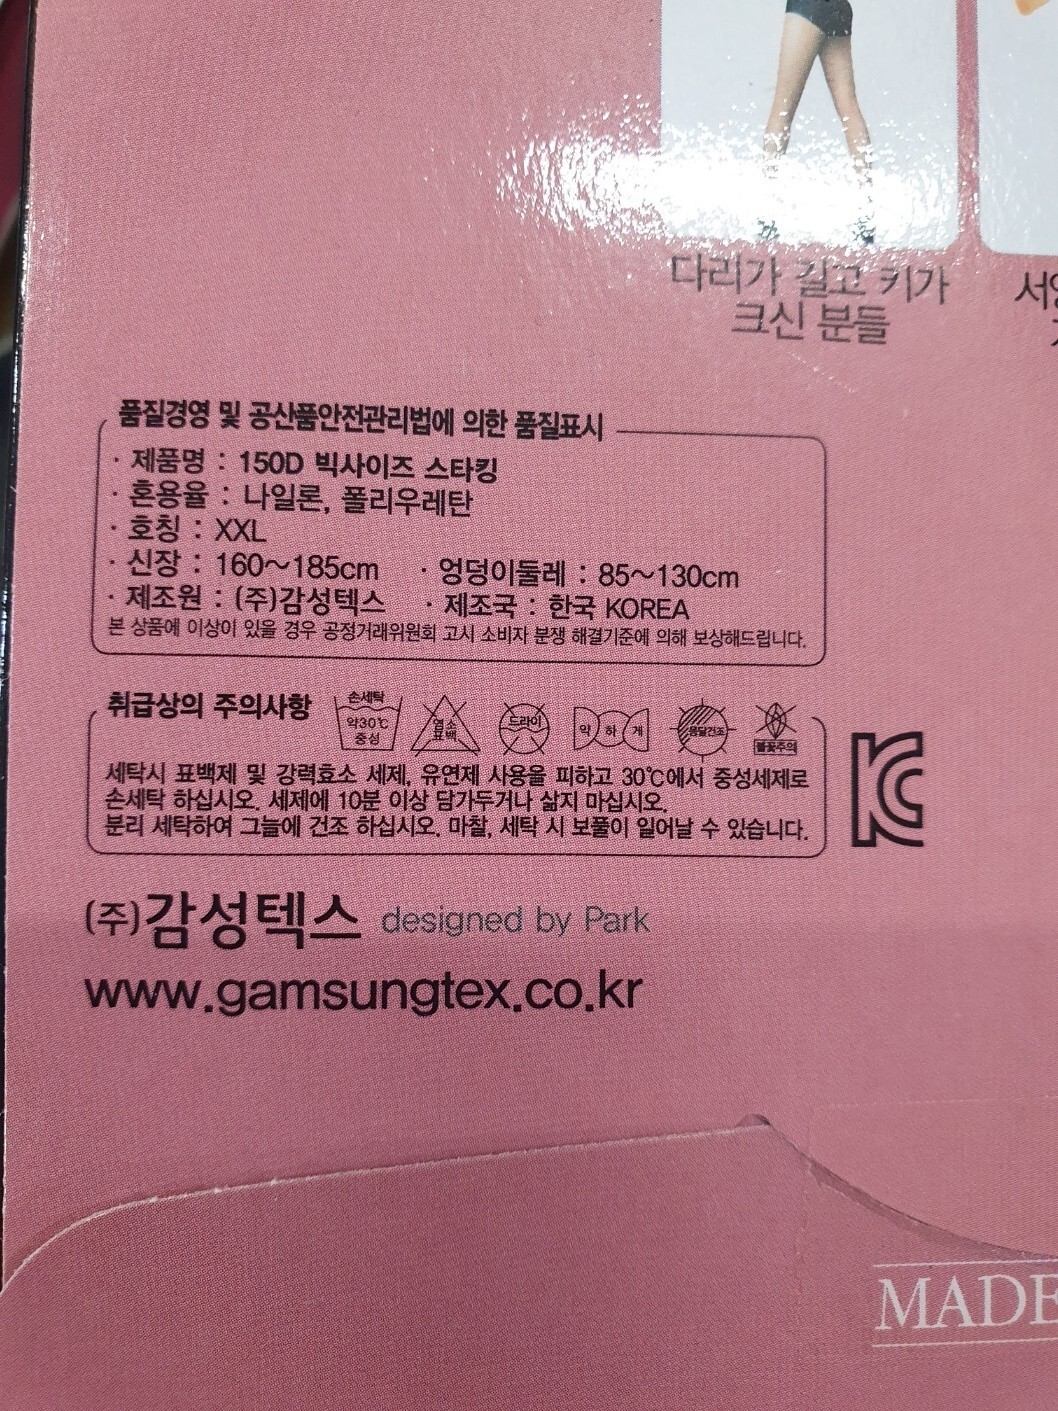 다리가 길고 키가
크신 분들
품질경영 및 공산품안전관리법에 의한 품질표시
· 제품명 : 150D 빅사이즈 스타킹
· 혼용율 : 나일론, 폴리우레탄
· 호칭 : XXL
· 신장 : 160~185cm · 엉덩이둘레 : 85~130cm
· 제조원 : (주)감성텍스 · 제조국 : 한국 KOREA
본 상품에 이상이 있을 경우 공정거래위원회 고시 소비자 분쟁 해결기준에 의해 보상해드립니다.
취급상의 주의사항
손세탁
약30℃
중성
염소
표백
드라이
약 하 게
옹달건조
불꽃주의
세탁시 표백제 및 강력효소 세제, 유연제 사용을 피하고 30℃에서 중성세제로
손세탁 하십시오. 세제에 10분 이상 담가두거나 삶지 마십시오.
분리 세탁하여 그늘에 건조 하십시오. 마찰, 세탁 시 보풀이 일어날 수 있습니다.
(주)감성텍스 designed by Park
www.gamsungtex.co.kr
MADE